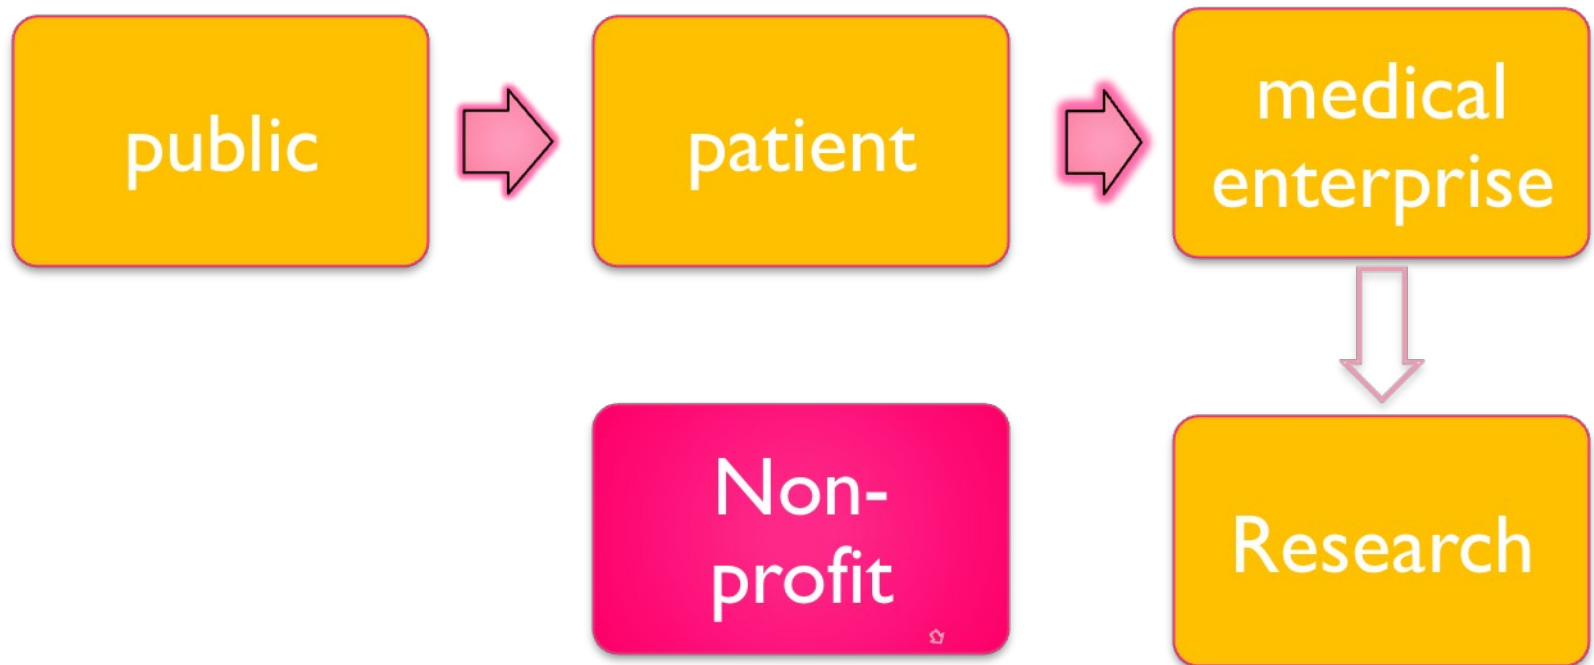 public
patient
medical
enterprise
Non-
profit
Research